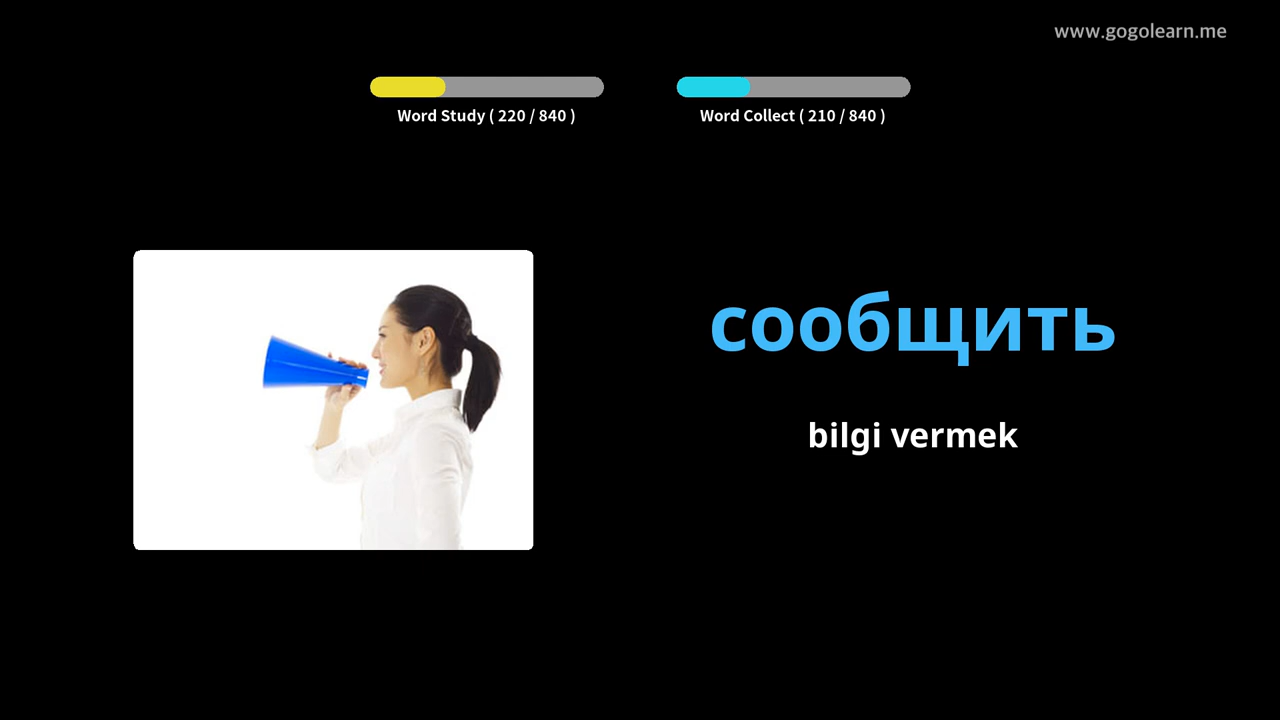 www.gogolearn.me
Word Study ( 220 / 840 )
Word Collect ( 210 / 840 )
сообщить
bilgi vermek